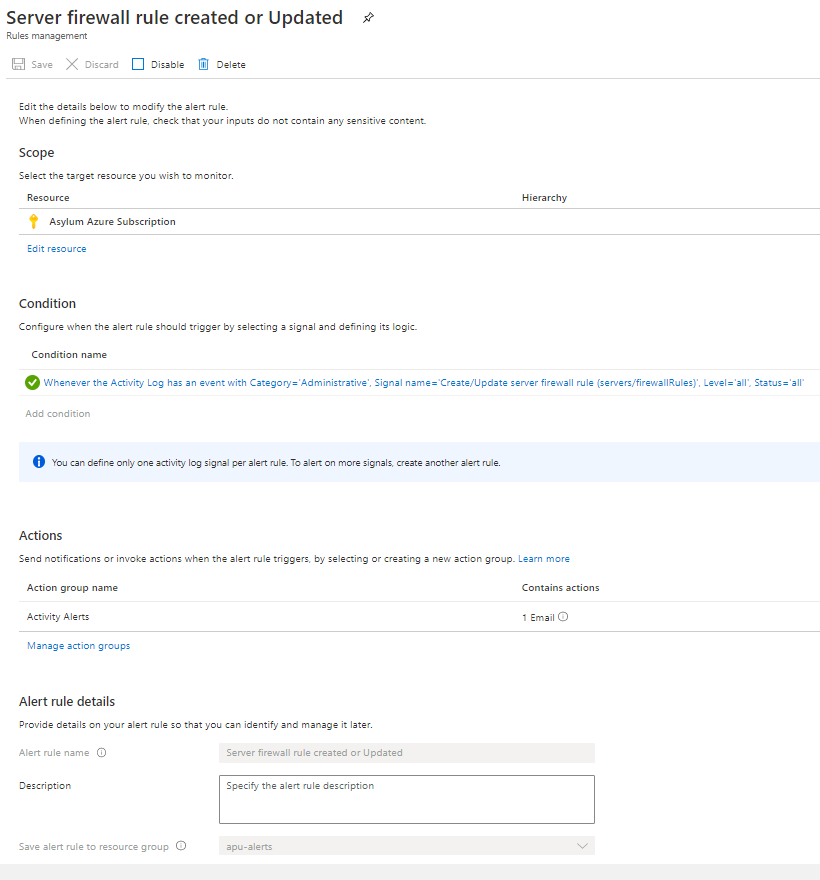 Server firewall rule created or Updated
Rules management
Save Discard Disable Delete
Edit the details below to modify the alert rule.
When defining the alert rule, check that your inputs do not contain any sensitive content.
Scope
Select the target resource you wish to monitor.
Resource Hierarchy
Asylum Azure Subscription
Edit resource
Condition
Configure when the alert rule should trigger by selecting a signal and defining its logic.
Condition name
Whenever the Activity Log has an event with Category='Administrative', Signal name='Create/Update server firewall rule (servers/firewallRules)', Level='all', Status='all'
Add condition
You can define only one activity log signal per alert rule. To alert on more signals, create another alert rule.
Actions
Send notifications or invoke actions when the alert rule triggers, by selecting or creating a new action group. Learn more
Action group name Contains actions
Activity Alerts 1 Email
Manage action groups
Alert rule details
Provide details on your alert rule so that you can identify and manage it later.
Alert rule name Server firewall rule created or Updated
Description Specify the alert rule description
Save alert rule to resource group apu-alerts